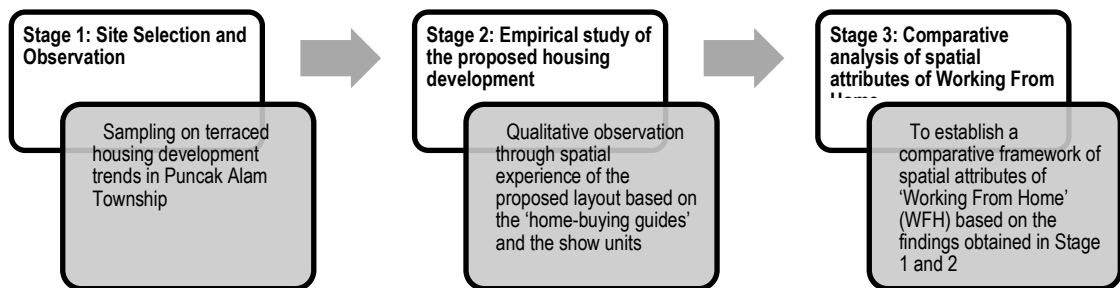 Stage 1: Site Selection and
Observation
Sampling on terraced
housing development
trends in Puncak Alam
Township
Stage 2: Empirical study of
the proposed housing
development
Qualitative observation
through spatial
experience of the
proposed layout based on
the ‘home-buying guides’
and the show units
Stage 3: Comparative
analysis of spatial
attributes of Working From
Home
To establish a
comparative framework of
spatial attributes of
‘Working From Home’
(WFH) based on the
findings obtained in Stage
1 and 2